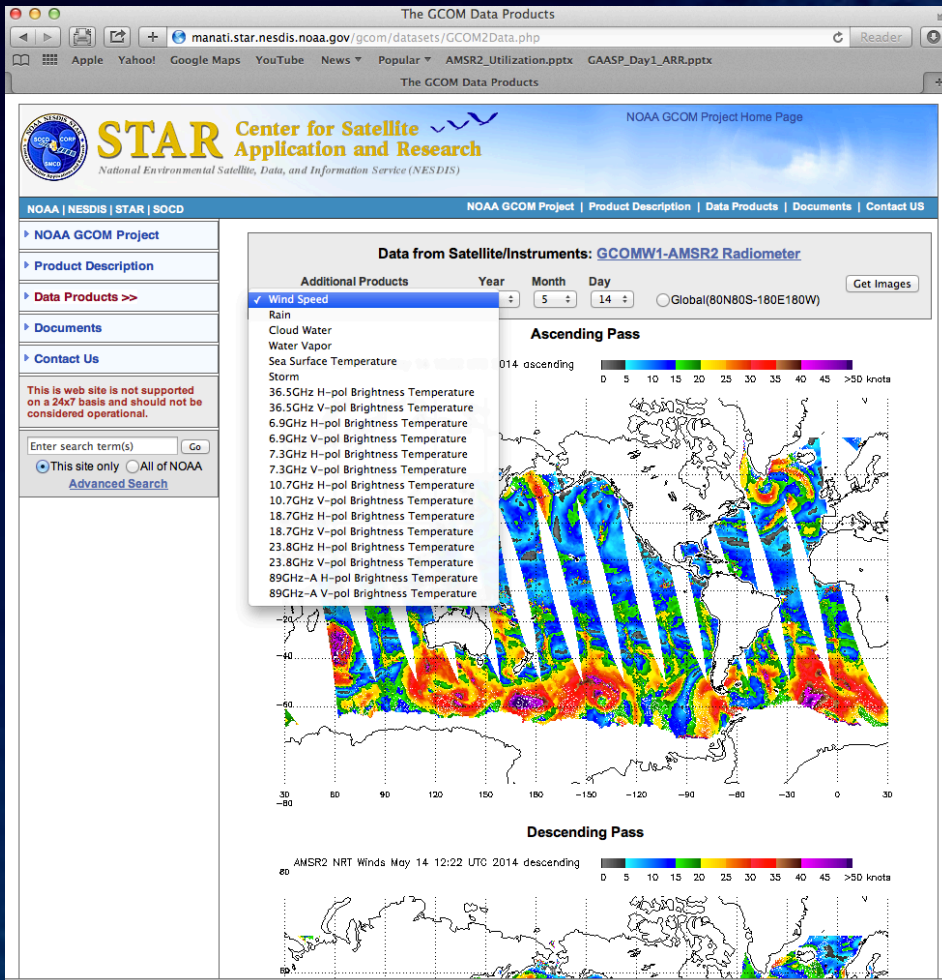 The GCOM Data Products
manati.star.nesdis.noaa.gov/gcom/datasets/GCOM2Data.php
Reader
Apple Yahoo! Google Maps YouTube News Popular AMSR2_Utilization.pptx GAASP_Day1_ARR.pptx
The GCOM Data Products
STAR Center for Satellite
Application and Research
National Environmental Satellite, Data, and Information Service (NESDIS)
NOAA GCOM Project Home Page
NOAA | NESDIS | STAR | SOCD
NOAA GCOM Project | Product Description | Data Products | Documents | Contact US
NOAA GCOM Project
Product Description
Data Products >>
Documents
Contact Us
This is web site is not supported
on a 24x7 basis and should not be
considered operational.
Enter search term(s) Go
This site only All of NOAA
Advanced Search
Data from Satellite/Instruments: GCOMW1-AMSR2 Radiometer
Additional Products Year Month Day
5 14 Global(80N80S-180E180W) Get Images
✓ Wind Speed
Rain
Cloud Water
Water Vapor
Sea Surface Temperature
Storm
36.5GHz H-pol Brightness Temperature
36.5GHz V-pol Brightness Temperature
6.9GHz H-pol Brightness Temperature
6.9GHz V-pol Brightness Temperature
7.3GHz H-pol Brightness Temperature
7.3GHz V-pol Brightness Temperature
10.7GHz H-pol Brightness Temperature
10.7GHz V-pol Brightness Temperature
18.7GHz H-pol Brightness Temperature
18.7GHz V-pol Brightness Temperature
23.8GHz H-pol Brightness Temperature
23.8GHz V-pol Brightness Temperature
89GHz-A H-pol Brightness Temperature
89GHz-A V-pol Brightness Temperature
Ascending Pass
2014 ascending
0 5 10 15 20 25 30 35 40 45 >50 knots
-20
-40
-60
-80
30 60 90 120 150 180 -150 -120 -90 -60 -30 0 30
Descending Pass
AMSR2 NRT Winds May 14 12:22 UTC 2014 descending
0 5 10 15 20 25 30 35 40 45 >50 knots
80
60